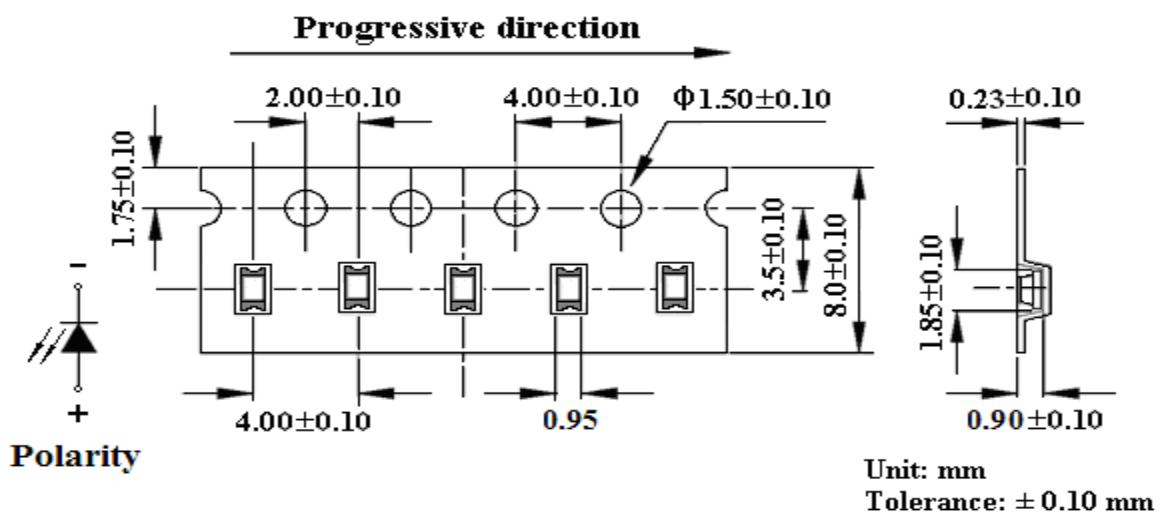 Progressive direction
2.00±0.10
4.00±0.10
Φ1.50±0.10
0.23±0.10
1.75±0.10
3.5±0.10
8.0±0.10
1.85±0.10
-
+
Polarity
4.00±0.10
0.95
0.90±0.10
Unit: mm
Tolerance: ± 0.10 mm